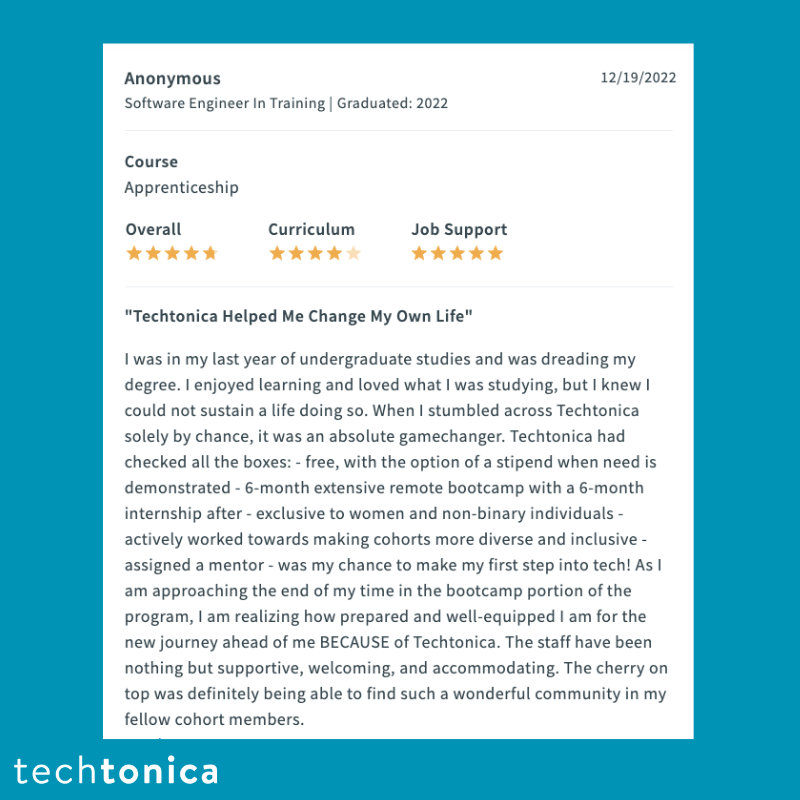 Anonymous
12/19/2022
Software Engineer In Training | Graduated: 2022
Course
Apprenticeship
Overall
Curriculum
Job Support
"Techtonica Helped Me Change My Own Life"
I was in my last year of undergraduate studies and was dreading my
degree. I enjoyed learning and loved what I was studying, but I knew I
could not sustain a life doing so. When I stumbled across Techtonica
solely by chance, it was an absolute gamechanger. Techtonica had
checked all the boxes: - free, with the option of a stipend when need is
demonstrated - 6-month extensive remote bootcamp with a 6-month
internship after - exclusive to women and non-binary individuals -
actively worked towards making cohorts more diverse and inclusive -
assigned a mentor - was my chance to make my first step into tech! As I
am approaching the end of my time in the bootcamp portion of the
program, I am realizing how prepared and well-equipped I am for the
new journey ahead of me BECAUSE of Techtonica. The staff have been
nothing but supportive, welcoming, and accommodating. The cherry on
top was definitely being able to find such a wonderful community in my
fellow cohort members.
techtonica